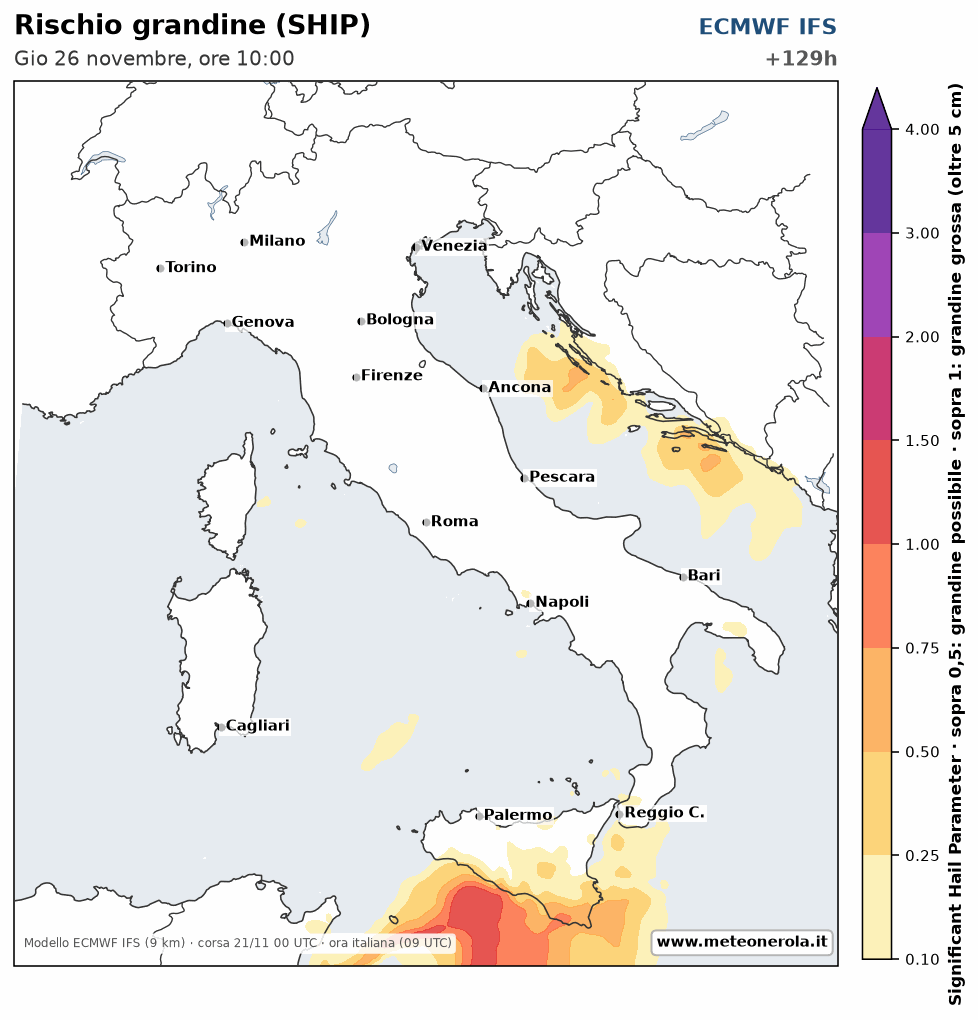 Rischio grandine (SHIP)
ECMWF IFS
Gio 26 novembre, ore 10:00
+129h
Milano
Venezia
Torino
Genova
Bologna
Firenze
Ancona
Pescara
Roma
Bari
Napoli
Cagliari
Palermo
Reggio C.
Modello ECMWF IFS (9 km) · corsa 21/11 00 UTC · ora italiana (09 UTC)
www.meteonerola.it
4.00
3.00
2.00
1.50
1.00
0.75
0.50
0.25
0.10
Significant Hail Parameter · sopra 0,5: grandine possibile · sopra 1: grandine grossa (oltre 5 cm)